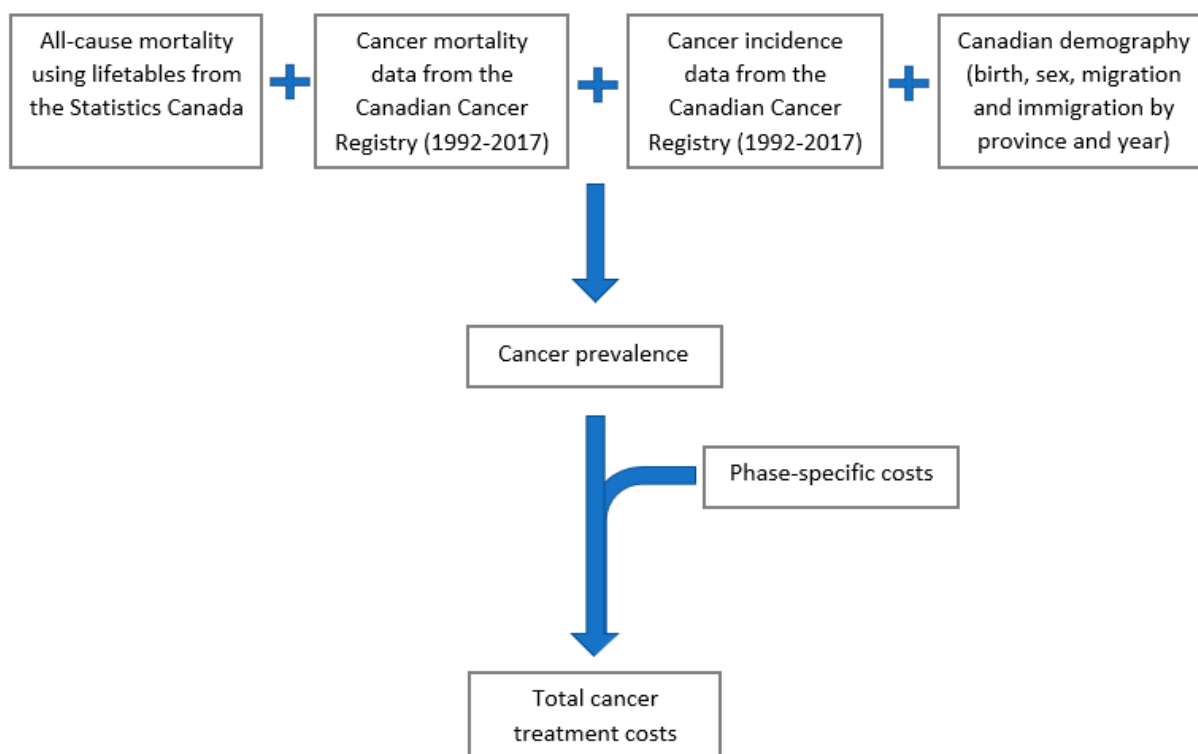 All-cause mortality
using lifetables from
the Statistics Canada
Cancer mortality
data from the
Canadian Cancer
Registry (1992-2017)
Cancer incidence
data from the
Canadian Cancer
Registry (1992-2017)
Canadian demography
(birth, sex, migration
and immigration by
province and year)
Cancer prevalence
Phase-specific costs
Total cancer
treatment costs